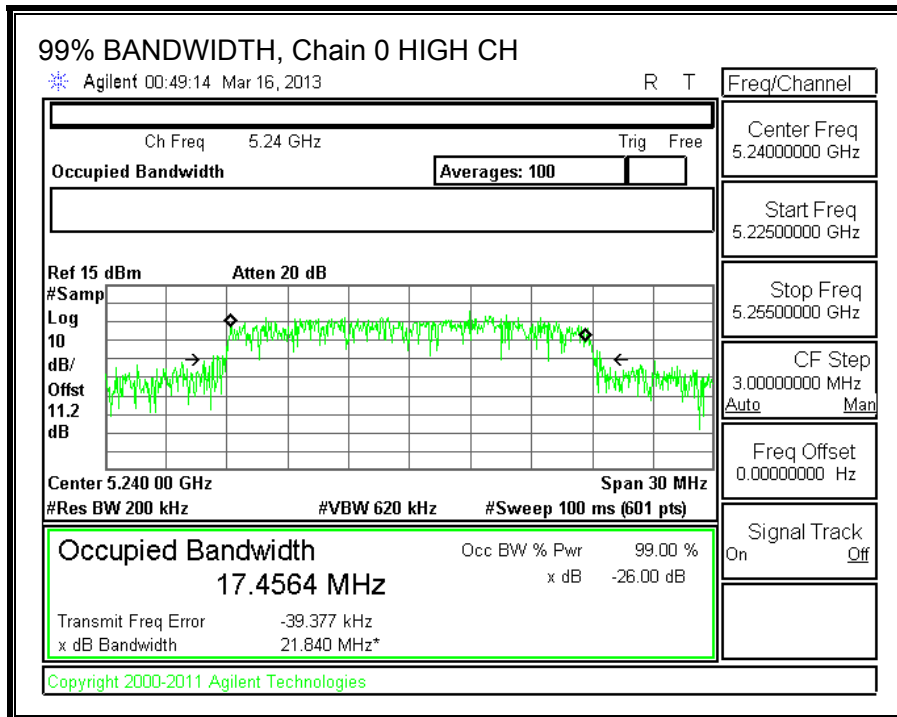 99% BANDWIDTH, Chain 0 HIGH CH
Agilent 00:49:14 Mar 16, 2013 R T
Freq/Channel
Ch Freq 5.24 GHz Trig Free
Occupied Bandwidth Averages: 100
Center Freq
5.24000000 GHz
Start Freq
5.22500000 GHz
Stop Freq
5.25500000 GHz
CF Step
3.00000000 MHz
Auto Man
Freq Offset
0.00000000 Hz
Signal Track
On Off
Ref 15 dBm Atten 20 dB
#Samp
Log
10
dB/
Offst
11.2
dB
Center 5.240 00 GHz Span 30 MHz
#Res BW 200 kHz #VBW 620 kHz #Sweep 100 ms (601 pts)
Occupied Bandwidth Occ BW % Pwr 99.00 %
17.4564 MHz x dB -26.00 dB
Transmit Freq Error -39.377 kHz
x dB Bandwidth 21.840 MHz*
Copyright 2000-2011 Agilent Technologies